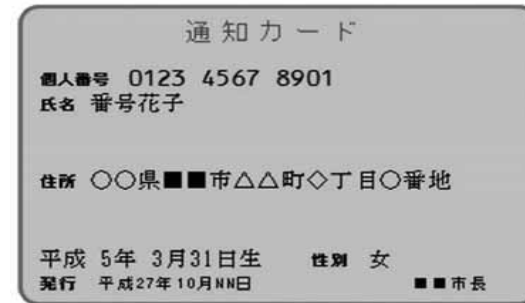 通知カード
個人番号 0123 4567 8901
氏名 番号花子
住所 ○○県■■市△△町◇丁目○番地
平成 5年 3月31日生 性別 女
発行 平成27年10月NN日 ■■市長